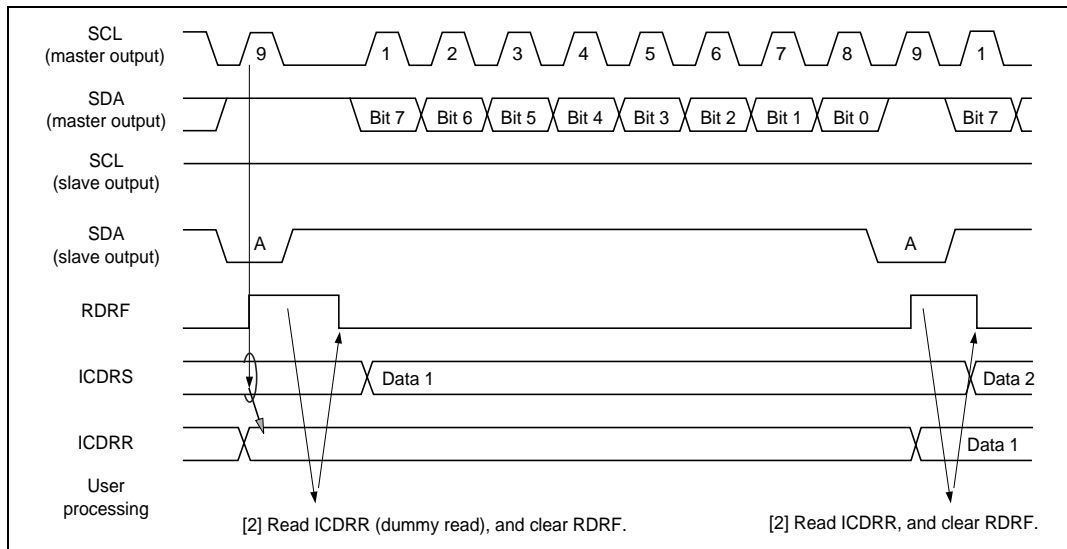 SCL
(master output)
9 1 2 3 4 5 6 7 8 9 1
SDA
(master output)
Bit 7 Bit 6 Bit 5 Bit 4 Bit 3 Bit 2 Bit 1 Bit 0 Bit 7
SCL
(slave output)
SDA
(slave output)
A A
RDRF
ICDRS
Data 1 Data 2
ICDRR
Data 1
User
processing
[2] Read ICDRR (dummy read), and clear RDRF. [2] Read ICDRR, and clear RDRF.